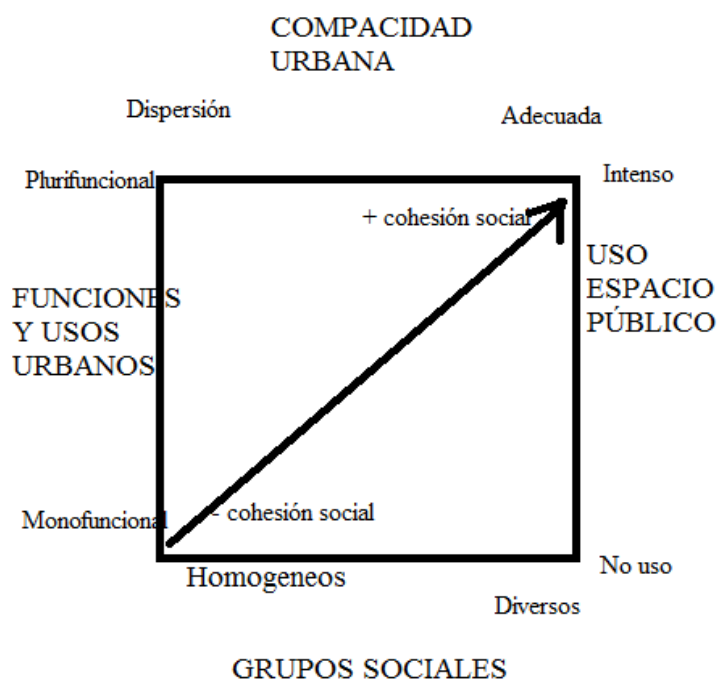 COMPACIDAD
URBANA
Dispersión
Adecuada
Plurifuncional
Intenso
+ cohesión social
USO
ESPACIO
PÚBLICO
FUNCIONES
Y USOS
URBANOS
Monofuncional
- cohesión social
No uso
Homogeneos
Diversos
GRUPOS SOCIALES